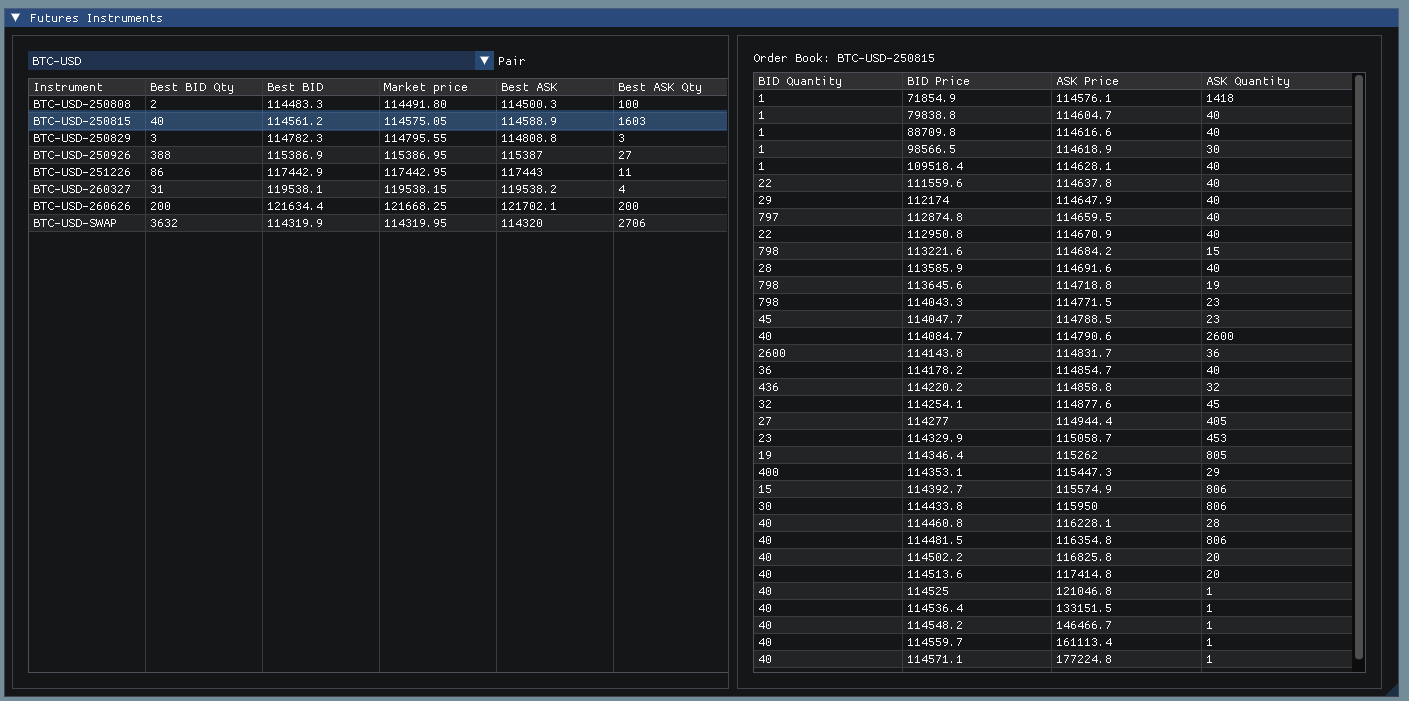 Futures Instruments
BTC-USD Pair
Instrument Best BID Qty Best BID Market price Best ASK Best ASK Qty
BTC-USD-250808 2 114483.3 114491.80 114500.3 100
BTC-USD-250815 40 114561.2 114575.05 114588.9 1603
BTC-USD-250829 3 114782.3 114795.55 114808.8 3
BTC-USD-250926 388 115386.9 115386.95 115387 27
BTC-USD-251226 86 117442.9 117442.95 117443 11
BTC-USD-260327 31 119538.1 119538.15 119538.2 4
BTC-USD-260626 200 121634.4 121668.25 121702.1 200
BTC-USD-SWAP 3632 114319.9 114319.95 114320 2706
Order Book: BTC-USD-250815
BID Quantity BID Price ASK Price ASK Quantity
1 71854.9 114576.1 1418
1 79838.8 114604.7 40
1 88709.8 114616.6 40
1 98566.5 114618.9 30
1 109518.4 114628.1 40
22 111559.6 114637.8 40
29 112174 114647.9 40
797 112874.8 114659.5 40
22 112950.8 114670.9 40
798 113221.6 114684.2 15
28 113585.9 114691.6 40
798 113645.6 114718.8 19
798 114043.3 114771.5 23
45 114047.7 114788.5 23
40 114084.7 114790.6 2600
2600 114143.8 114831.7 36
36 114178.2 114854.7 40
436 114220.2 114858.8 32
32 114254.1 114877.6 45
27 114277 114944.4 405
23 114329.9 115058.7 453
19 114346.4 115262 805
400 114353.1 115447.3 29
15 114392.7 115574.9 806
30 114433.8 115950 806
40 114460.8 116228.1 28
40 114481.5 116354.8 806
40 114502.2 116825.8 20
40 114513.6 117414.8 20
40 114525 121046.8 1
40 114536.4 133151.5 1
40 114548.2 146466.7 1
40 114559.7 161113.4 1
40 114571.1 177224.8 1